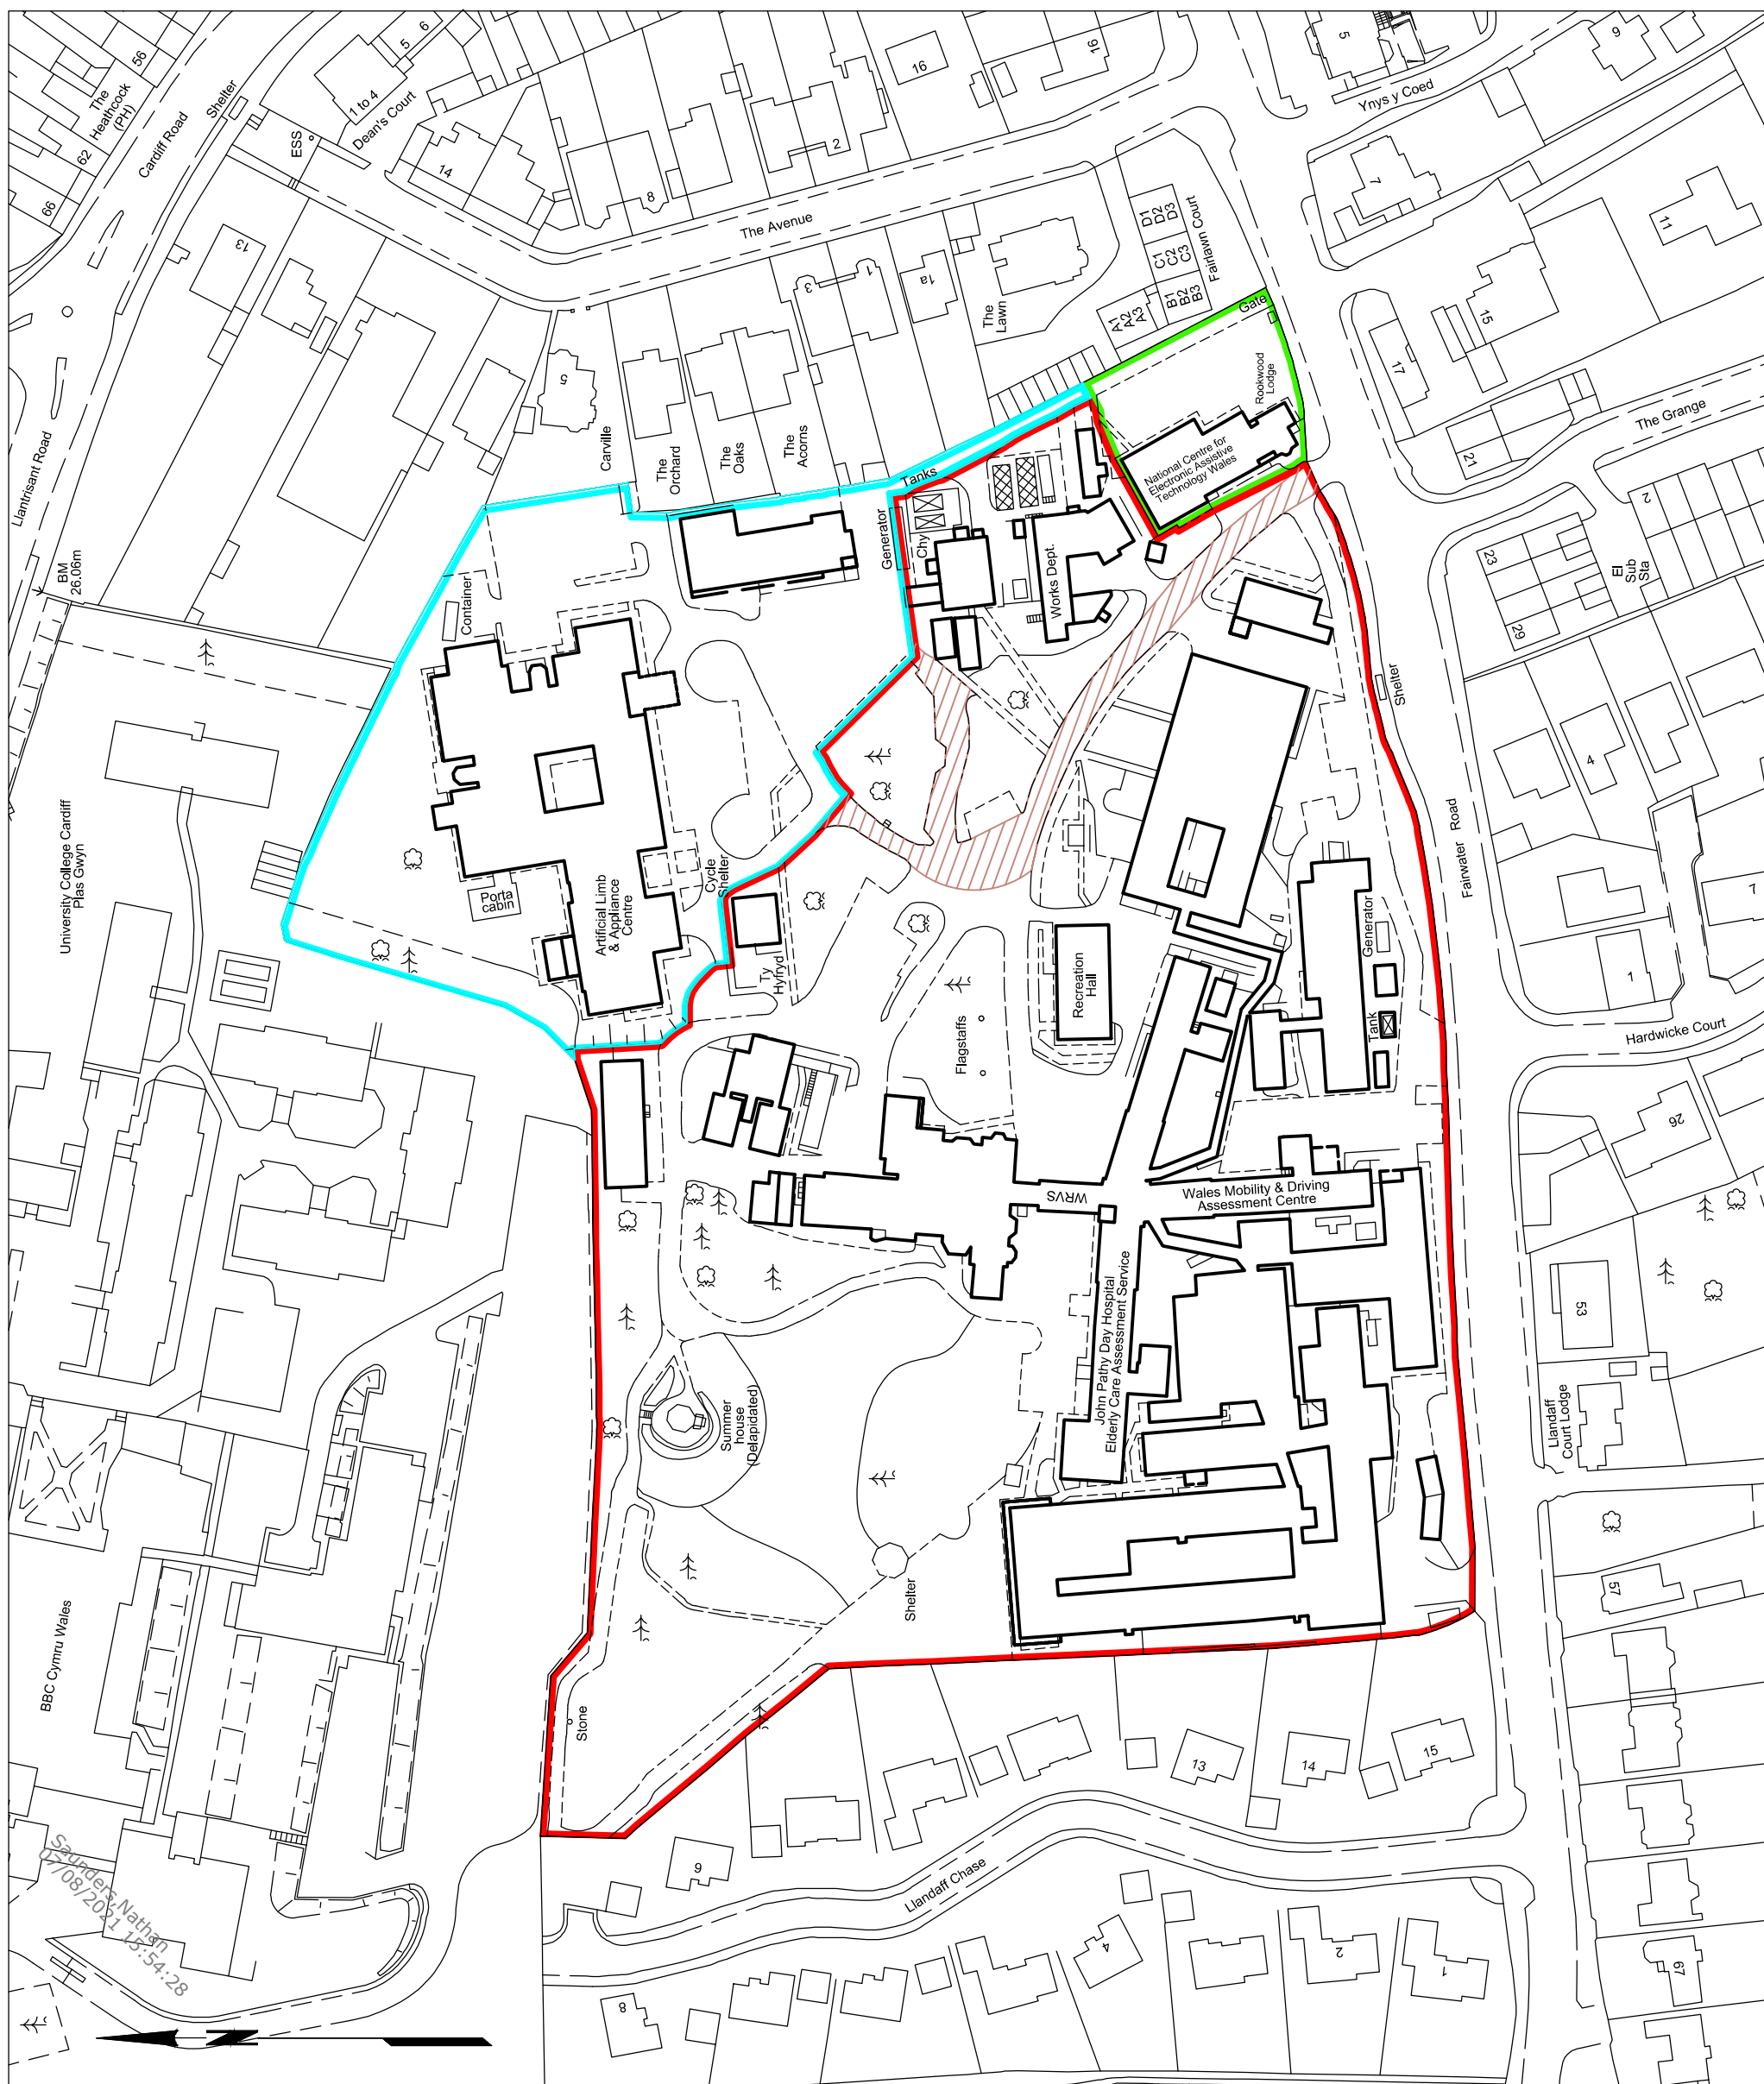 56
The
Heathcock
(PH)
62
66
Cardiff Road
Shelter
5
6
1 to 4
Dean's Court
ESS
14
8
2
16
16
The Avenue
5
Ynys y Coed
9
7
11
13
D1
D2
D3
C1
C2
C3
B1
B2
B3
A1
A2
A3
Fairlawn Court
Gate
15
17
Llantrisant Road
5
Carville
The
Orchard
The
Oaks
The
Acorns
3
1
1a
The
Lawn
Rookwood
Lodge
National Centre for
Electronic Assistive
Technology Wales
The Grange
21
2
23
29
El
Sub
Sta
BM
26.06m
Container
Tanks
Generator
Chy
Works Dept.
Shelter
4
7
1
Fairwater Road
University College Cardiff
Plas Gwyn
Porta
cabin
Artificial Limb
& Appliance
Centre
Cycle
Shelter
Ty
Hyfryd
Flagstaffs
Recreation
Hall
Generator
Tank
Hardwicke Court
26
WRVS
Wales Mobility & Driving
Assessment Centre
John Pathy Day Hospital
Elderly Care Assessment Service
Summer
house
(Delapidated)
53
Llandaff
Court Lodge
57
Shelter
Stone
BBC Cymru Wales
13
14
15
9
Llandaff Chase
4
2
1
67
8
Saunders,Nathan
07/08/2021 15:54:28
N